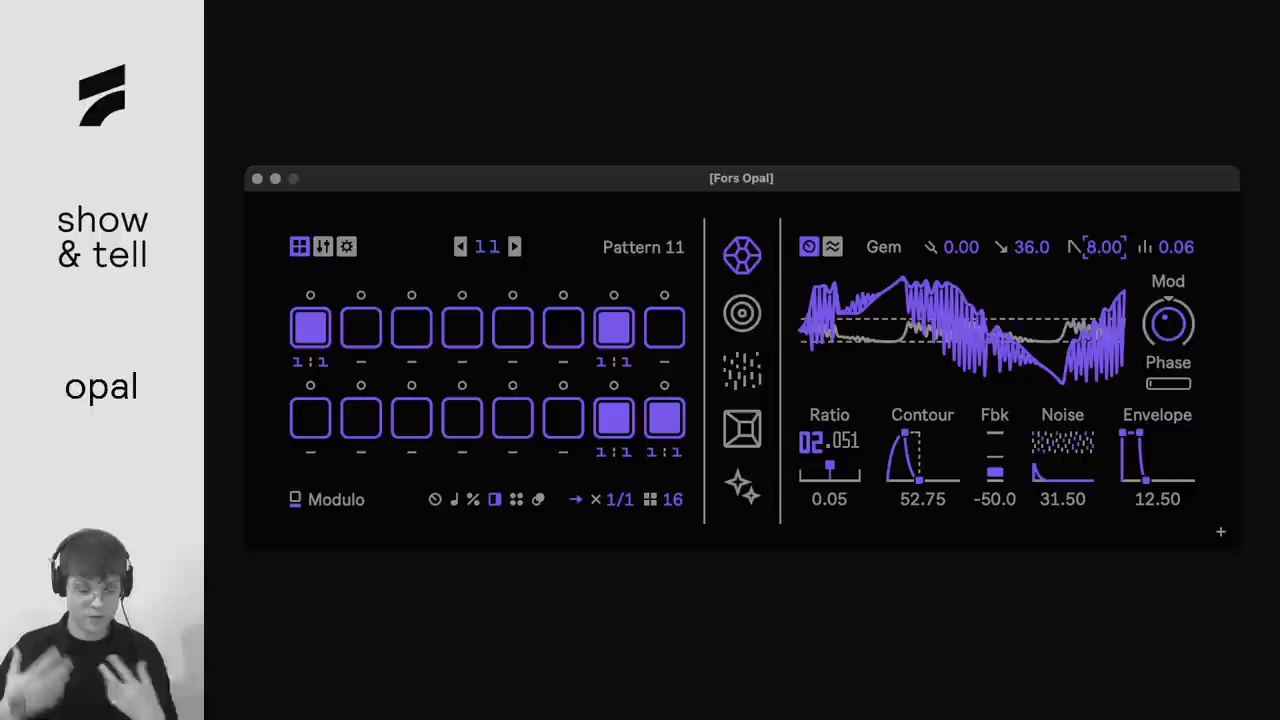 show
& tell
opal
[Fors Opal]
11
Pattern 11
1:1 – – – – – 1:1 –
– – – – – – 1:1 1:1
Modulo
× 1/1 16
Gem 0.00 36.0 8.00 0.06
Mod
Phase
Ratio Contour Fbk Noise Envelope
02.051
0.05 52.75 -50.0 31.50 12.50
+